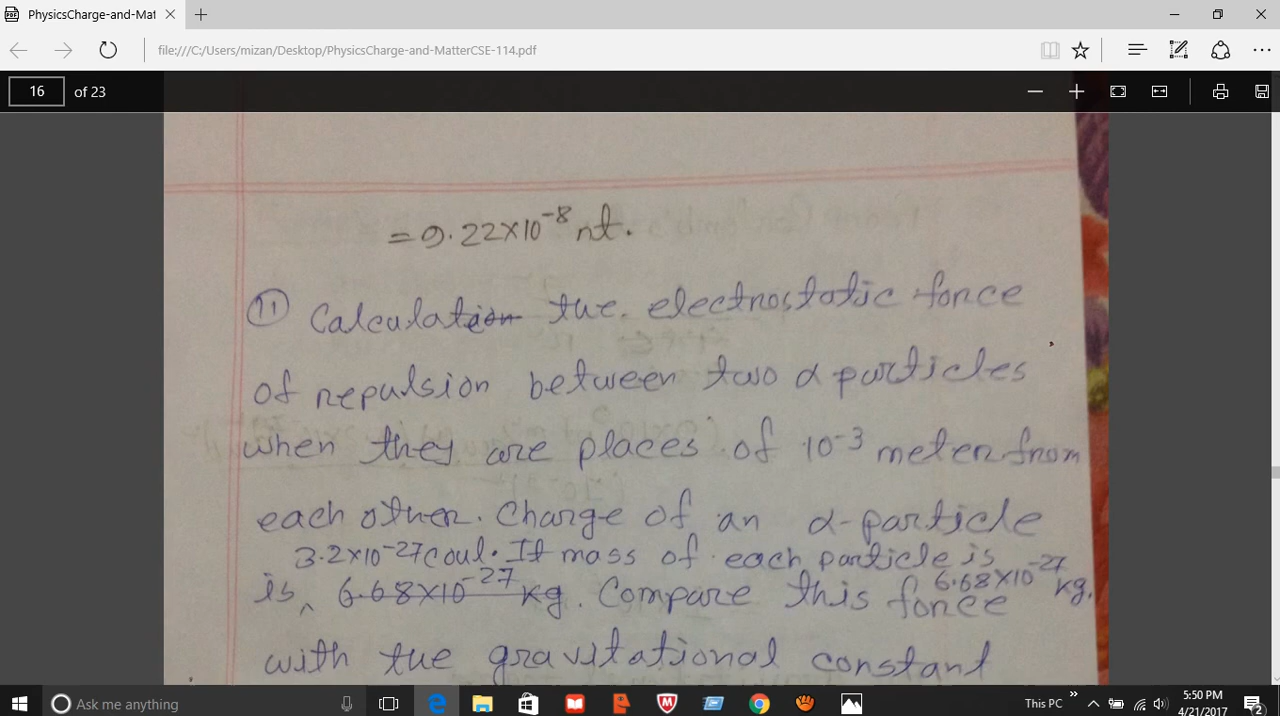 PhysicsCharge-and-Mat
file:///C:/Users/mizan/Desktop/PhysicsCharge-and-MatterCSE-114.pdf
16 of 23
= 9.22×10⁻⁸ nt.
11 Calculation the. electrostatic force
of repulsion between two α particles
when they are places of 10⁻³ meter from
each other. Charge of an α-particle
3.2×10⁻²⁷ coul. If mass of each particle is
6.68×10⁻²⁷ kg.
is ^ 6.68×10⁻²⁷ kg. Compare this force
with the gravitational constant
Ask me anything
This PC
5:50 PM
4/21/2017
2